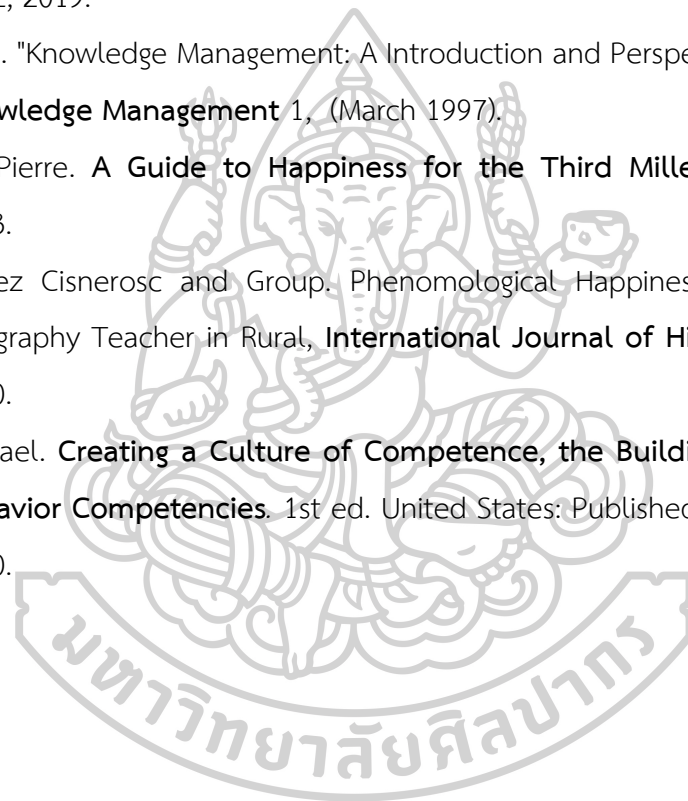 , 2019.
. "Knowledge Management: A Introduction and Perspe
wledge Management 1, (March 1997).
Pierre. A Guide to Happiness for the Third Mille
.
ez Cisnerosc and Group. Phenomological Happines
graphy Teacher in Rural, International Journal of Hi
).
ael. Creating a Culture of Competence, the Buildi
avior Competencies. 1st ed. United States: Published
).
มหาวิทยาลัยศิลปากร